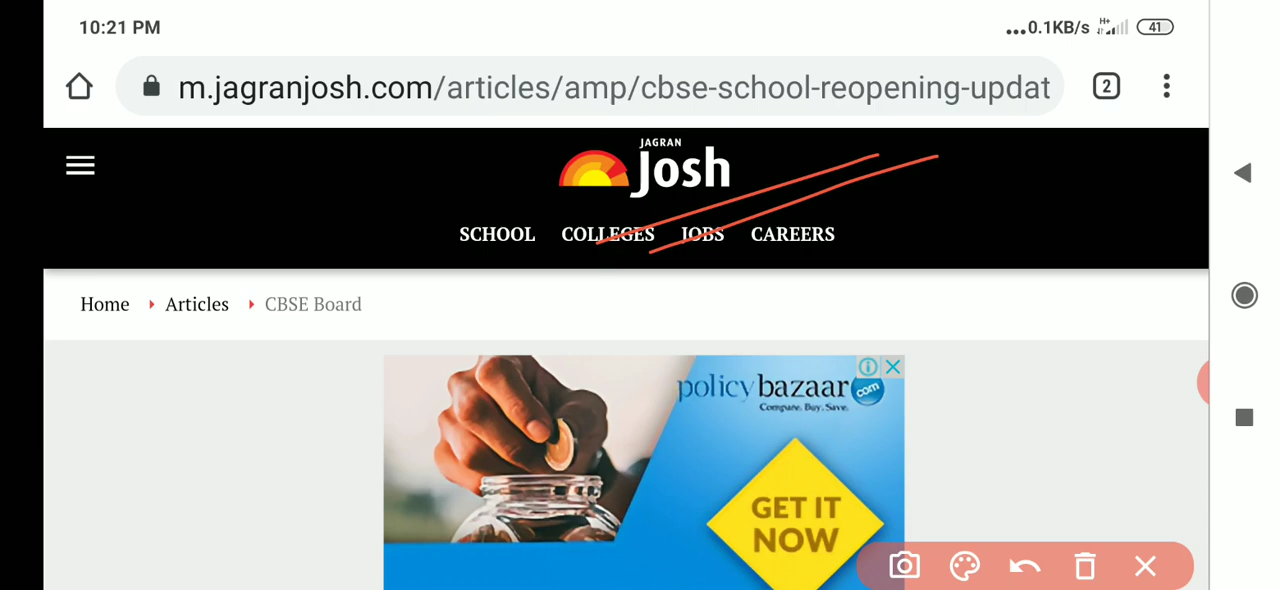 10:21 PM
...0.1KB/s H+ 41
m.jagranjosh.com/articles/amp/cbse-school-reopening-updat
2
JAGRAN
Josh
SCHOOL COLLEGES JOBS CAREERS
Home Articles CBSE Board
policybazaar.com
Compare. Buy. Save.
GET IT
NOW